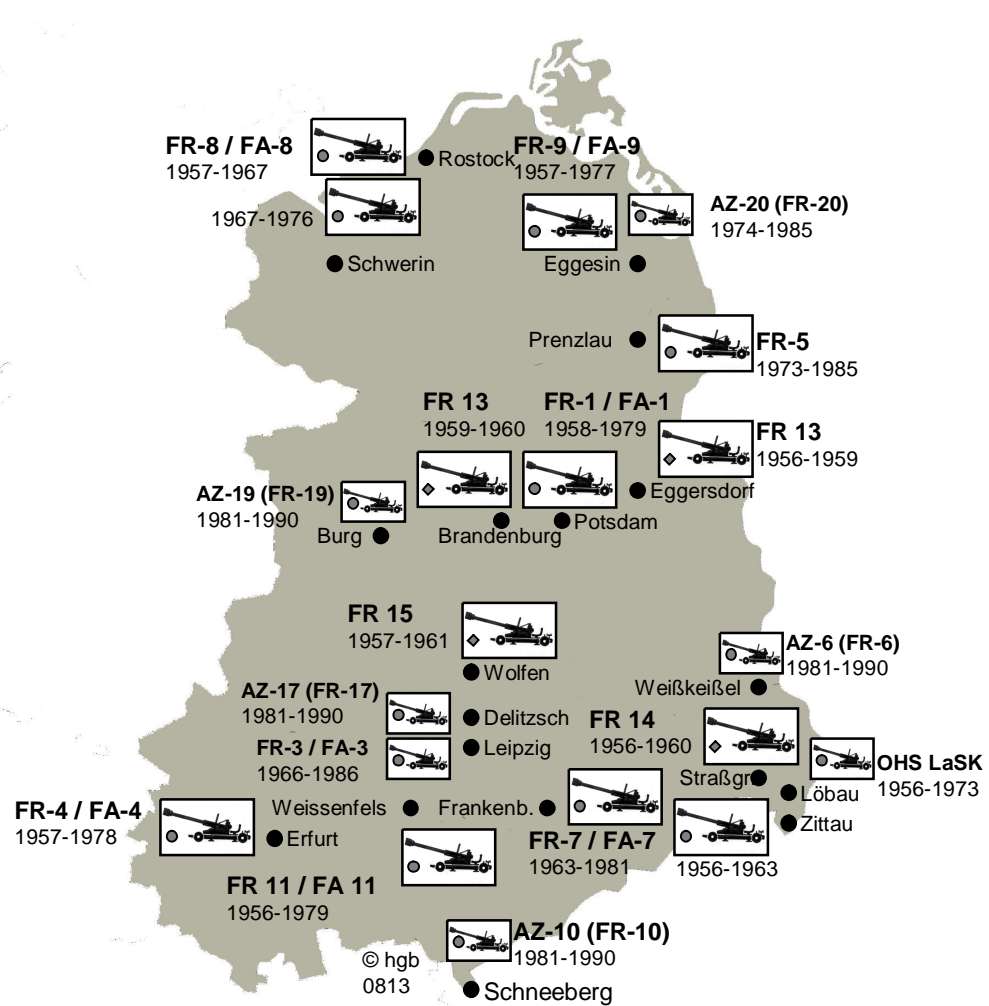 FR-8 / FA-8
1957-1967
Rostock
FR-9 / FA-9
1957-1977
1967-1976
AZ-20 (FR-20)
1974-1985
Schwerin
Eggesin
Prenzlau
FR-5
1973-1985
FR 13
1959-1960
FR-1 / FA-1
1958-1979
FR 13
1956-1959
AZ-19 (FR-19)
1981-1990
Eggersdorf
Burg
Brandenburg
Potsdam
FR 15
1957-1961
Wolfen
AZ-6 (FR-6)
1981-1990
Weißkeißel
AZ-17 (FR-17)
1981-1990
Delitzsch
FR 14
1956-1960
FR-3 / FA-3
1966-1986
Leipzig
Straßgr
OHS LaSK
1956-1973
Löbau
FR-4 / FA-4
1957-1978
Weissenfels
Frankenb.
Zittau
Erfurt
FR-7 / FA-7
1963-1981
1956-1963
FR 11 / FA 11
1956-1979
AZ-10 (FR-10)
1981-1990
© hgb
0813
Schneeberg